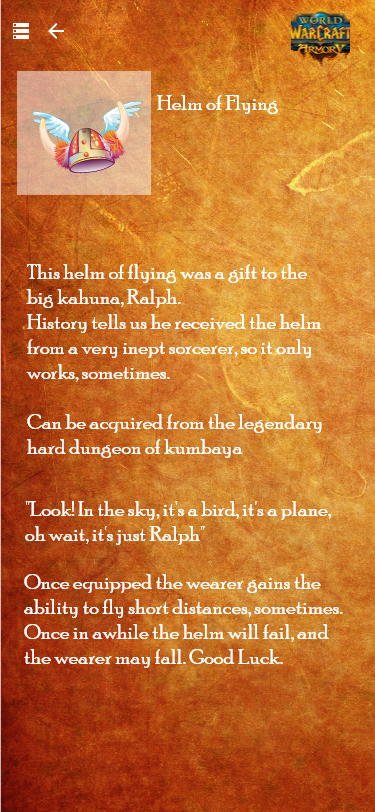 WORLD
WARCRAFT
ARMORY
Helm of Flying
This helm of flying was a gift to the
big kahuna, Ralph.
History tells us he received the helm
from a very inept sorcerer, so it only
works, sometimes.
Can be acquired from the legendary
hard dungeon of kumbaya
"Look! In the sky, it's a bird, it's a plane,
oh wait, it's just Ralph"
Once equipped the wearer gains the
ability to fly short distances, sometimes.
Once in awhile the helm will fail, and
the wearer may fall. Good Luck.